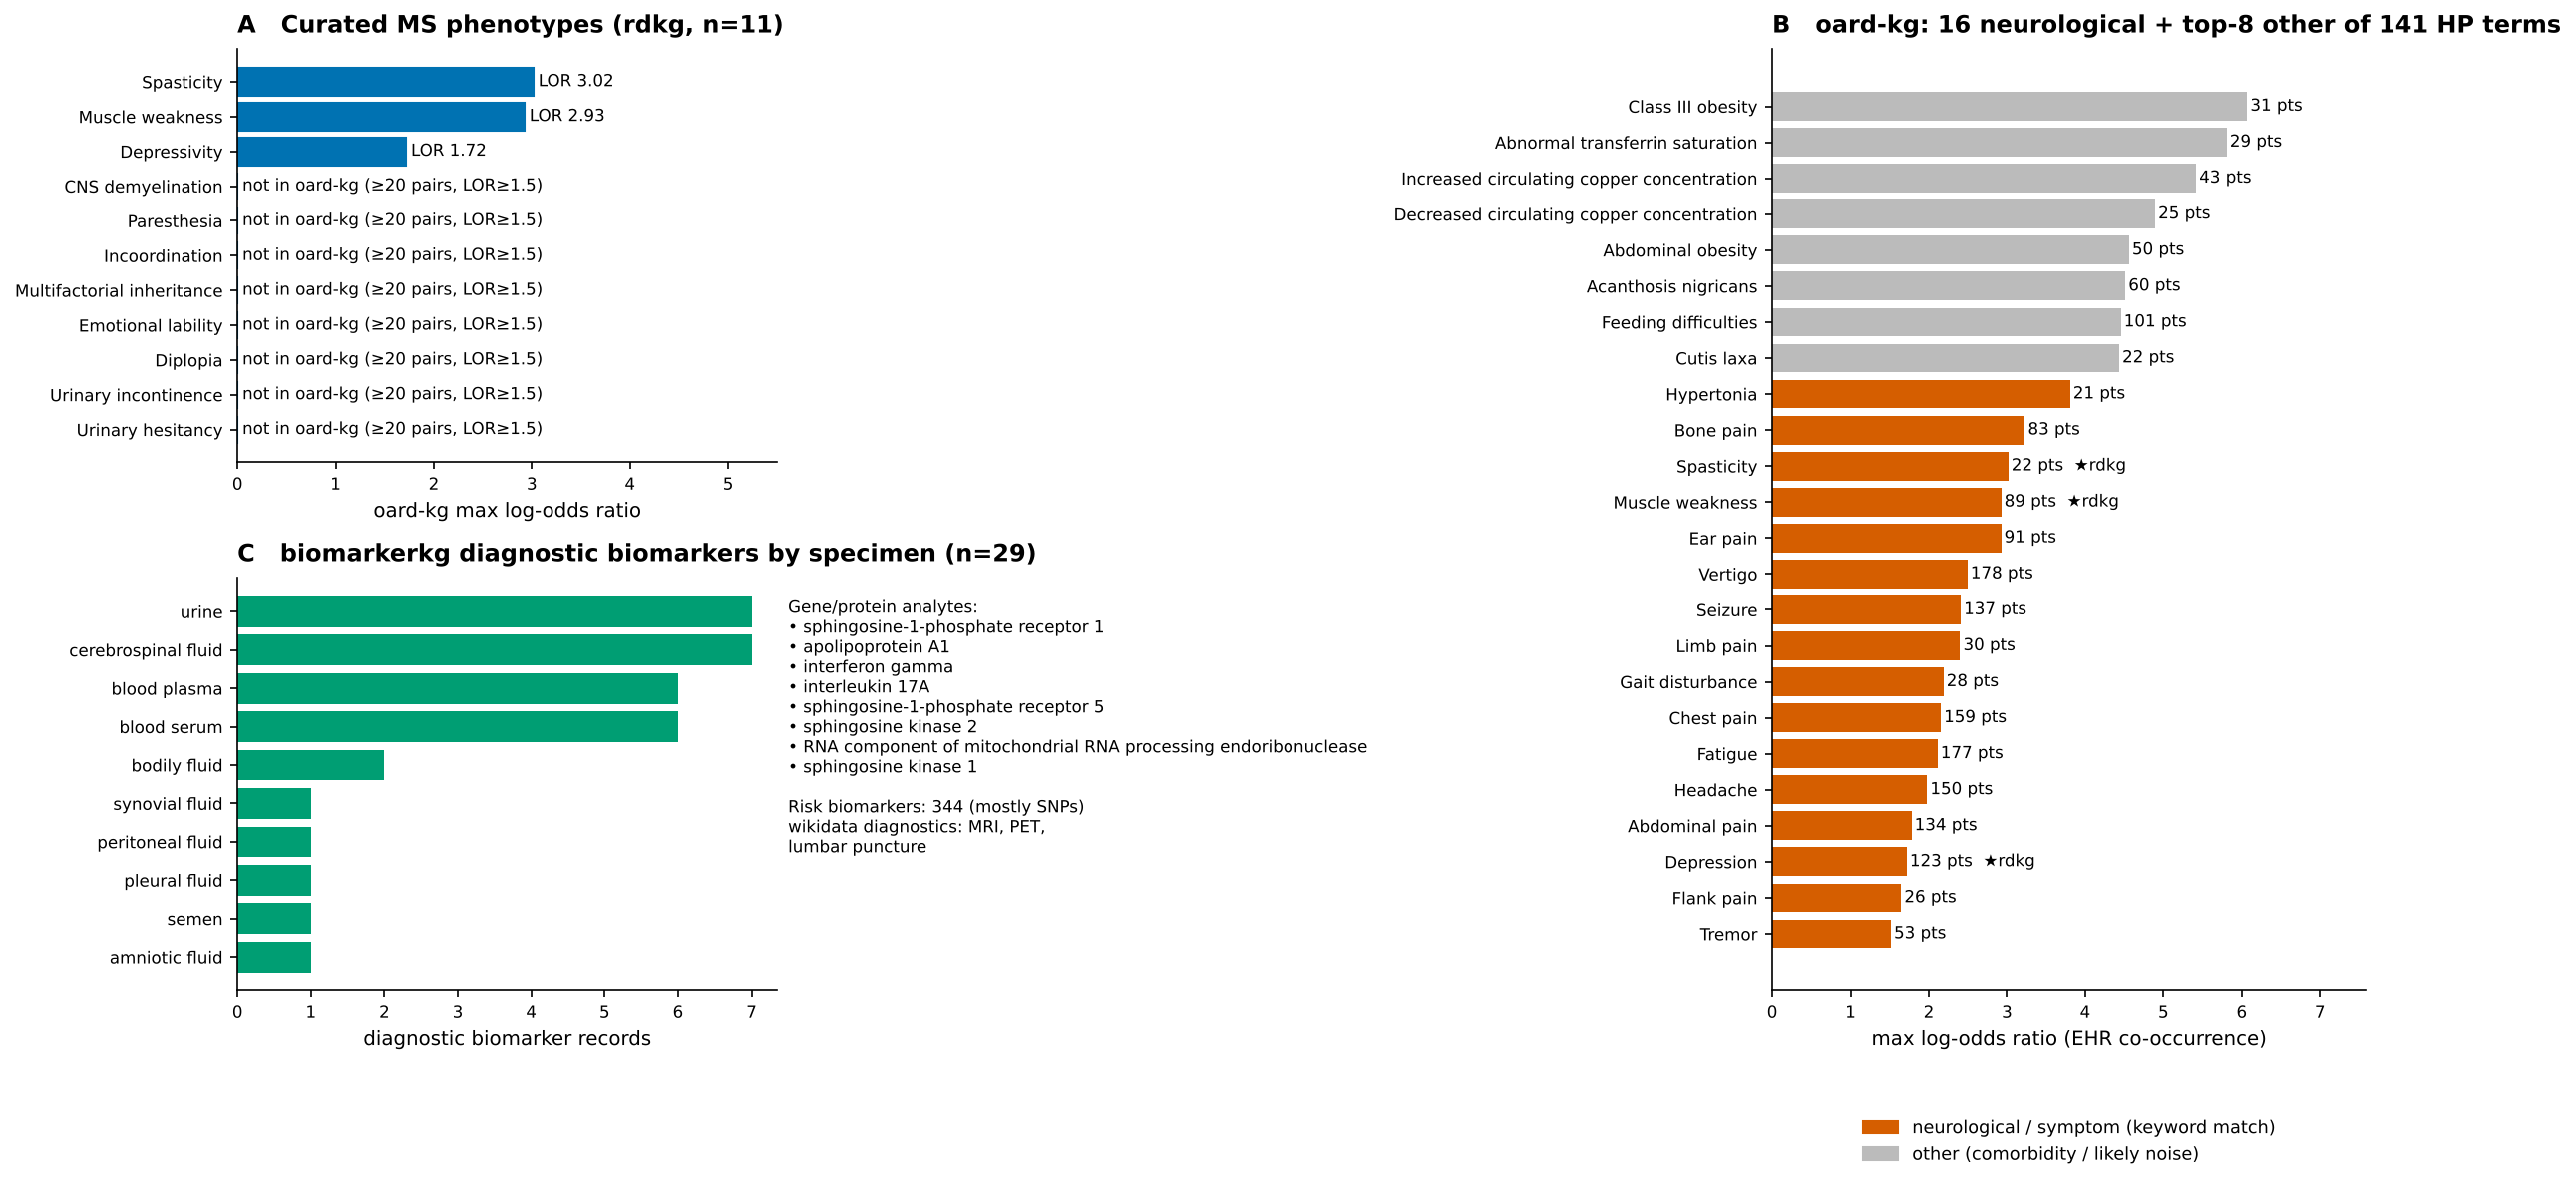 A Curated MS phenotypes (rdkg, n=11)
Spasticity
LOR 3.02
Muscle weakness
LOR 2.93
Depressivity
LOR 1.72
CNS demyelination
not in oard-kg (≥20 pairs, LOR≥1.5)
Paresthesia
not in oard-kg (≥20 pairs, LOR≥1.5)
Incoordination
not in oard-kg (≥20 pairs, LOR≥1.5)
Multifactorial inheritance
not in oard-kg (≥20 pairs, LOR≥1.5)
Emotional lability
not in oard-kg (≥20 pairs, LOR≥1.5)
Diplopia
not in oard-kg (≥20 pairs, LOR≥1.5)
Urinary incontinence
not in oard-kg (≥20 pairs, LOR≥1.5)
Urinary hesitancy
not in oard-kg (≥20 pairs, LOR≥1.5)
0 1 2 3 4 5
oard-kg max log-odds ratio
C biomarkerkg diagnostic biomarkers by specimen (n=29)
urine
cerebrospinal fluid
blood plasma
blood serum
bodily fluid
synovial fluid
peritoneal fluid
pleural fluid
semen
amniotic fluid
0 1 2 3 4 5 6 7
diagnostic biomarker records
Gene/protein analytes:
• sphingosine-1-phosphate receptor 1
• apolipoprotein A1
• interferon gamma
• interleukin 17A
• sphingosine-1-phosphate receptor 5
• sphingosine kinase 2
• RNA component of mitochondrial RNA processing endoribonuclease
• sphingosine kinase 1
Risk biomarkers: 344 (mostly SNPs)
wikidata diagnostics: MRI, PET,
lumbar puncture
B oard-kg: 16 neurological + top-8 other of 141 HP terms
Class III obesity
31 pts
Abnormal transferrin saturation
29 pts
Increased circulating copper concentration
43 pts
Decreased circulating copper concentration
25 pts
Abdominal obesity
50 pts
Acanthosis nigricans
60 pts
Feeding difficulties
101 pts
Cutis laxa
22 pts
Hypertonia
21 pts
Bone pain
83 pts
Spasticity
22 pts ★rdkg
Muscle weakness
89 pts ★rdkg
Ear pain
91 pts
Vertigo
178 pts
Seizure
137 pts
Limb pain
30 pts
Gait disturbance
28 pts
Chest pain
159 pts
Fatigue
177 pts
Headache
150 pts
Abdominal pain
134 pts
Depression
123 pts ★rdkg
Flank pain
26 pts
Tremor
53 pts
0 1 2 3 4 5 6 7
max log-odds ratio (EHR co-occurrence)
neurological / symptom (keyword match)
other (comorbidity / likely noise)